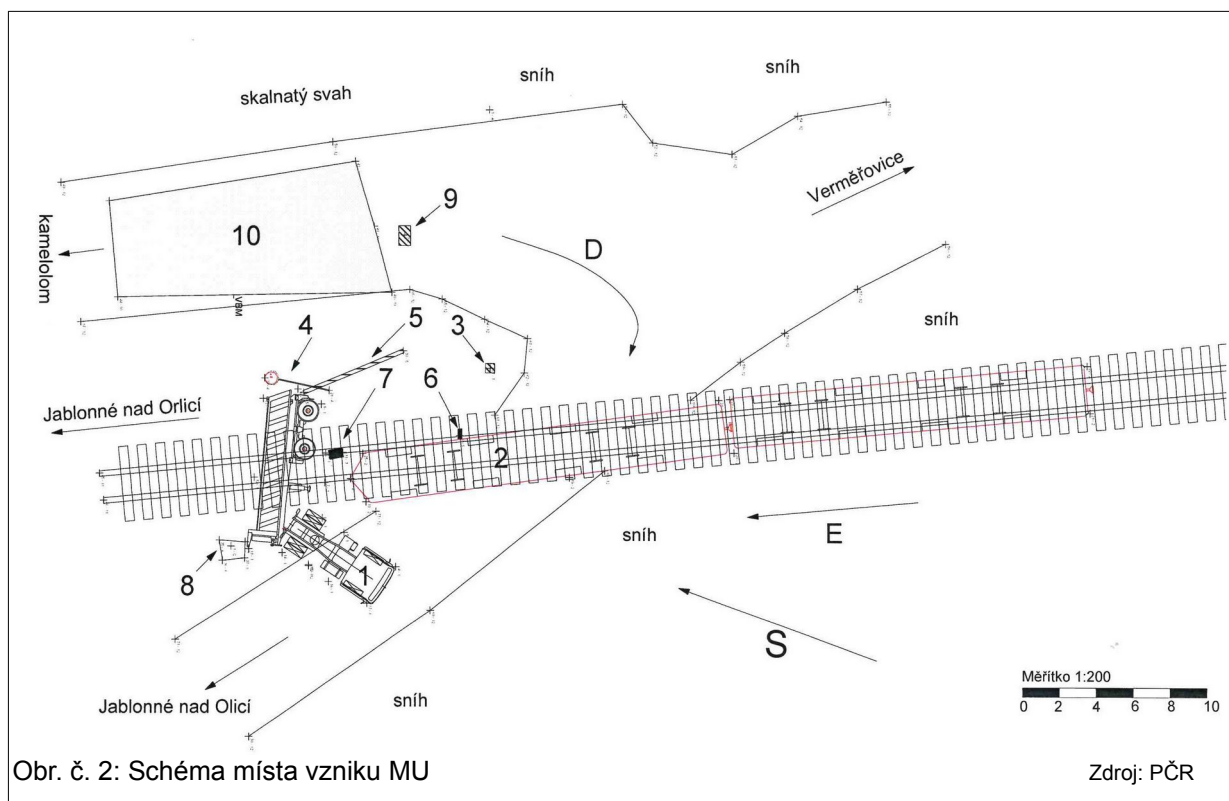 sníh
sníh
skalnatý svah
Verměřovice
kamelolom
9
10
D
VBM
sníh
4
5
3
7
6
Jablonné nad Orlicí
2
E
sníh
8
1
S
Měřítko 1:200
0 2 4 6 8 10
sníh
Jablonné nad Olicí
Obr. č. 2: Schéma místa vzniku MU
Zdroj: PČR